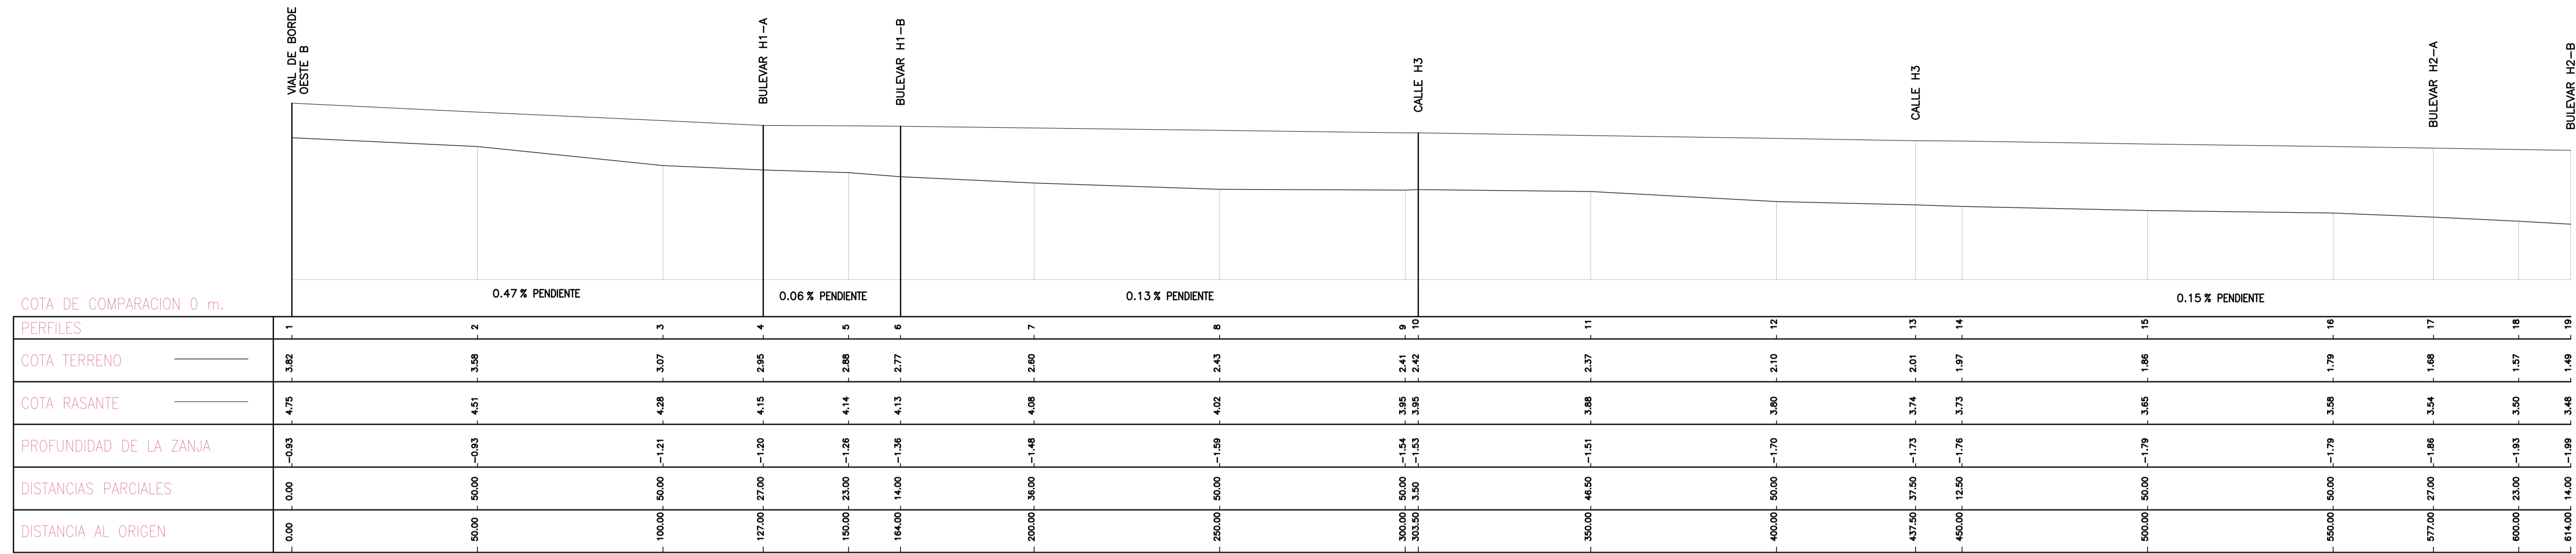 VIAL DE BORDE
OESTE B
BULEVAR H1-A
BULEVAR H1-B
CALLE H3
CALLE H3
BULEVAR H2-A
BULEVAR H2-B
0.47 % PENDIENTE
0.06 % PENDIENTE
0.13 % PENDIENTE
0.15 % PENDIENTE
COTA DE COMPARACION 0 m.
PERFILES 1 2 3 4 5 6 7 8 9 10 11 12 13 14 15 16 17 18 19
COTA TERRENO 3.82 3.58 3.07 2.95 2.88 2.77 2.60 2.43 2.41 2.42 2.37 2.10 2.01 1.97 1.86 1.79 1.68 1.57 1.49
COTA RASANTE 4.75 4.51 4.28 4.15 4.14 4.13 4.08 4.02 3.95 3.95 3.88 3.80 3.74 3.73 3.65 3.58 3.54 3.50 3.48
PROFUNDIDAD DE LA ZANJA -0.93 -0.93 -1.21 -1.20 -1.26 -1.36 -1.48 -1.59 -1.54 -1.53 -1.51 -1.70 -1.73 -1.76 -1.79 -1.79 -1.86 -1.93 -1.99
DISTANCIAS PARCIALES 0.00 50.00 50.00 27.00 23.00 14.00 36.00 50.00 50.00 3.50 46.50 50.00 37.50 12.50 50.00 50.00 27.00 23.00 14.00
DISTANCIA AL ORIGEN 0.00 50.00 100.00 127.00 150.00 164.00 200.00 250.00 300.00 303.50 350.00 400.00 437.50 450.00 500.00 550.00 577.00 600.00 614.00